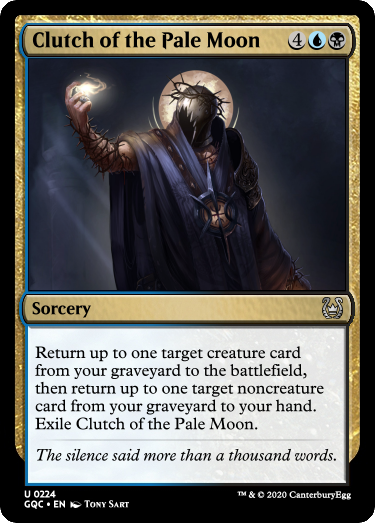 Clutch of the Pale Moon 4
Sorcery
Return up to one target creature card
from your graveyard to the battlefield,
then return up to one target noncreature
card from your graveyard to your hand.
Exile Clutch of the Pale Moon.
The silence said more than a thousand words.
U 0224
GQC • EN Tony Sart
™ & © 2020 CanterburyEgg